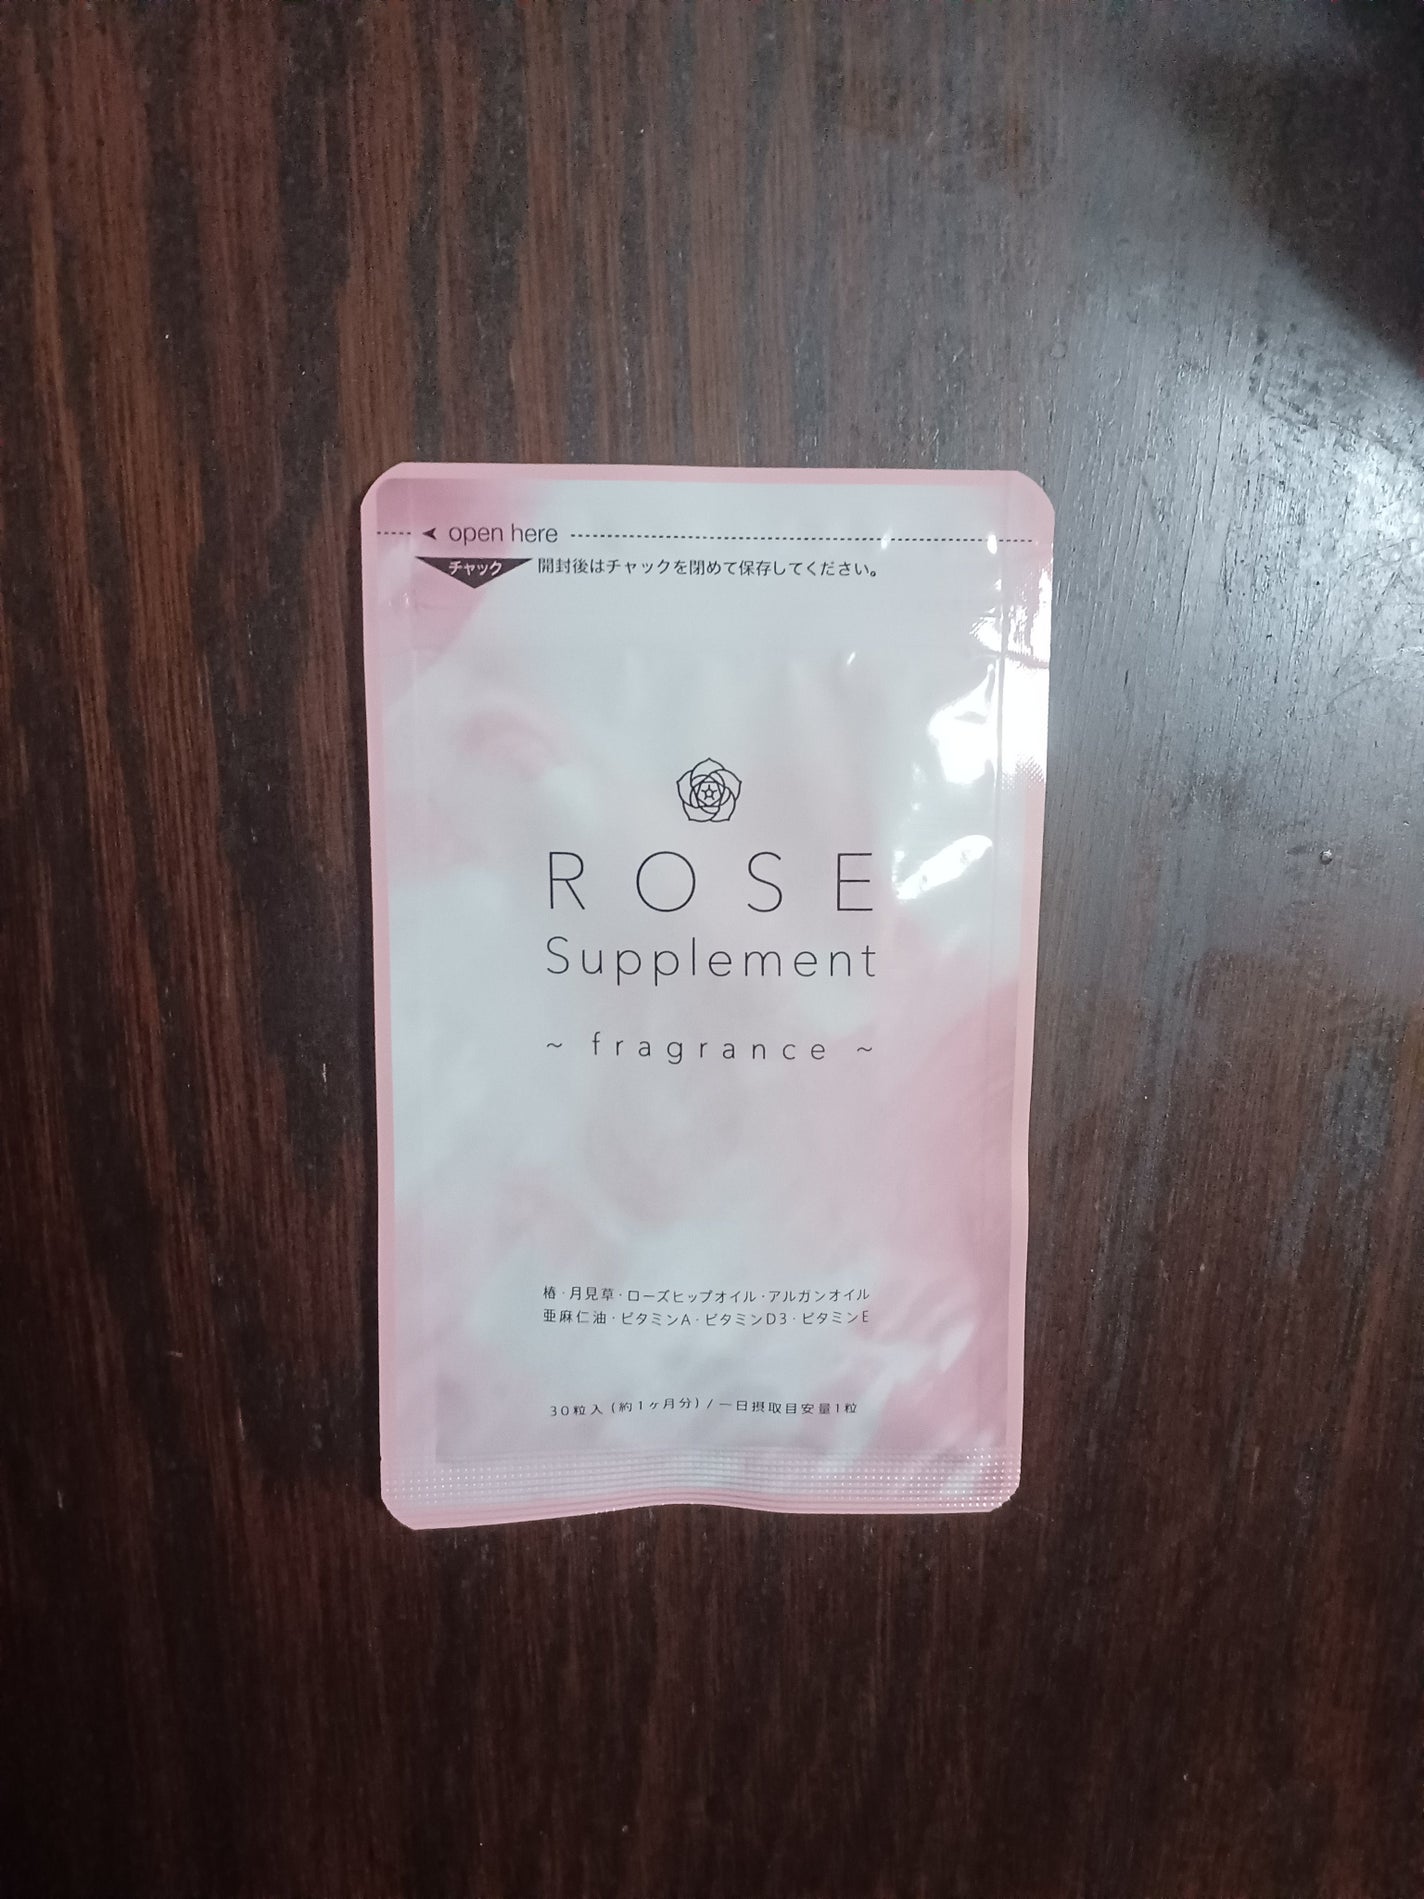 open here
チャック 開封後はチャックを閉めて保存してください。
ROSE
Supplement
~ fragrance ~
椿・月見草・ローズヒップオイル・アルガンオイル
亜麻仁油・ビタミンA・ビタミンD3・ビタミンE
30粒入(約1ヶ月分)/一日摂取目安量1粒